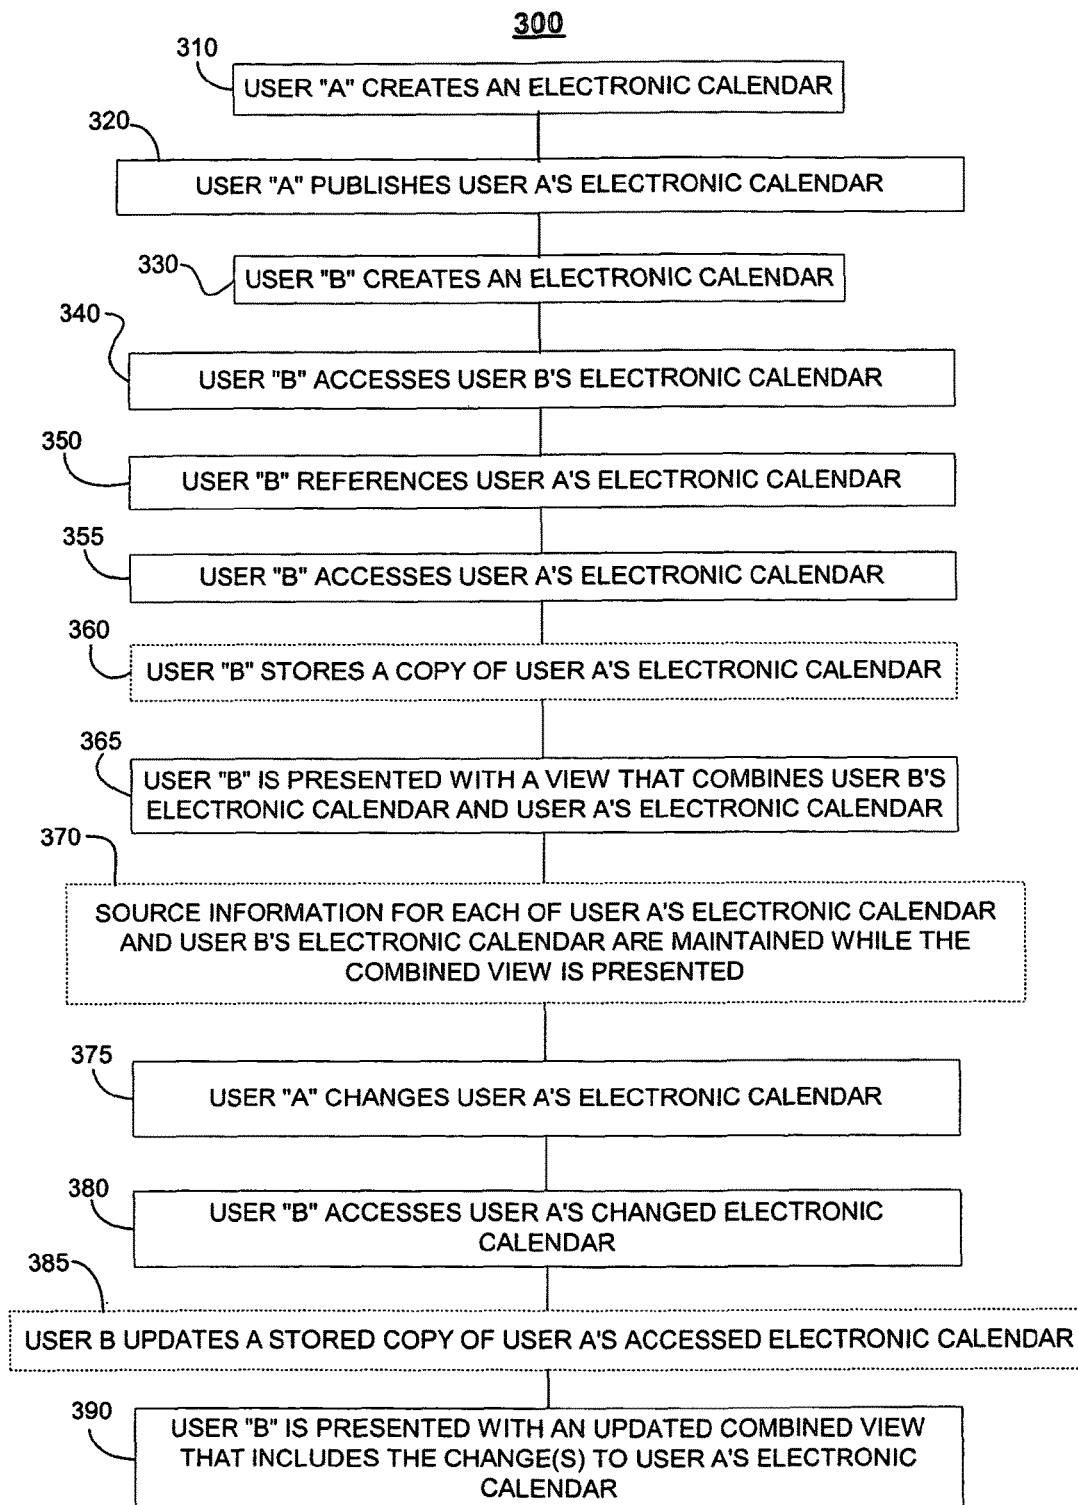 300
310
USER "A" CREATES AN ELECTRONIC CALENDAR
320
USER "A" PUBLISHES USER A'S ELECTRONIC CALENDAR
330
USER "B" CREATES AN ELECTRONIC CALENDAR
340
USER "B" ACCESSES USER B'S ELECTRONIC CALENDAR
350
USER "B" REFERENCES USER A'S ELECTRONIC CALENDAR
355
USER "B" ACCESSES USER A'S ELECTRONIC CALENDAR
360
USER "B" STORES A COPY OF USER A'S ELECTRONIC CALENDAR
365
USER "B" IS PRESENTED WITH A VIEW THAT COMBINES USER B'S
ELECTRONIC CALENDAR AND USER A'S ELECTRONIC CALENDAR
370
SOURCE INFORMATION FOR EACH OF USER A'S ELECTRONIC CALENDAR
AND USER B'S ELECTRONIC CALENDAR ARE MAINTAINED WHILE THE
COMBINED VIEW IS PRESENTED
375
USER "A" CHANGES USER A'S ELECTRONIC CALENDAR
380
USER "B" ACCESSES USER A'S CHANGED ELECTRONIC
CALENDAR
385
USER B UPDATES A STORED COPY OF USER A'S ACCESSED ELECTRONIC CALENDAR
390
USER "B" IS PRESENTED WITH AN UPDATED COMBINED VIEW
THAT INCLUDES THE CHANGE(S) TO USER A'S ELECTRONIC
CALENDAR